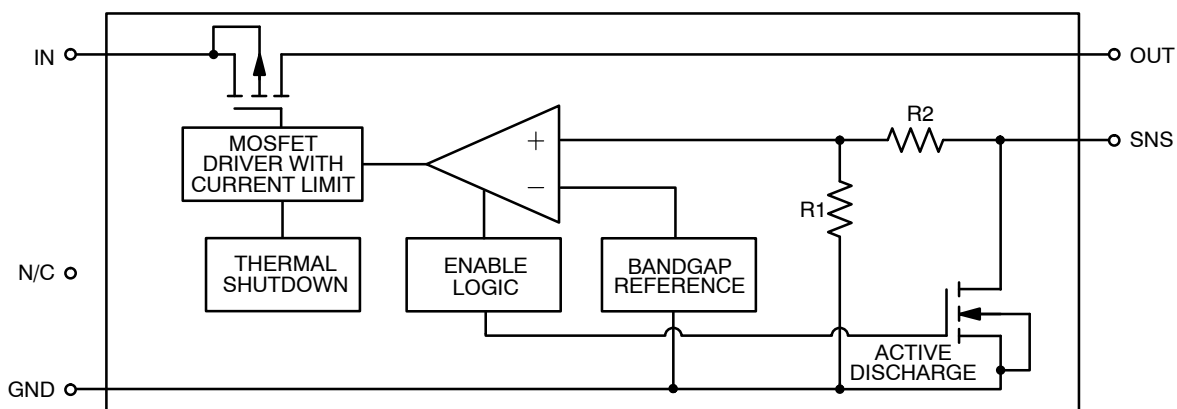 IN
OUT
R2
SNS
MOSFET
DRIVER WITH
CURRENT LIMIT
+
−
R1
THERMAL
SHUTDOWN
ENABLE
LOGIC
BANDGAP
REFERENCE
N/C
ACTIVE
DISCHARGE
GND